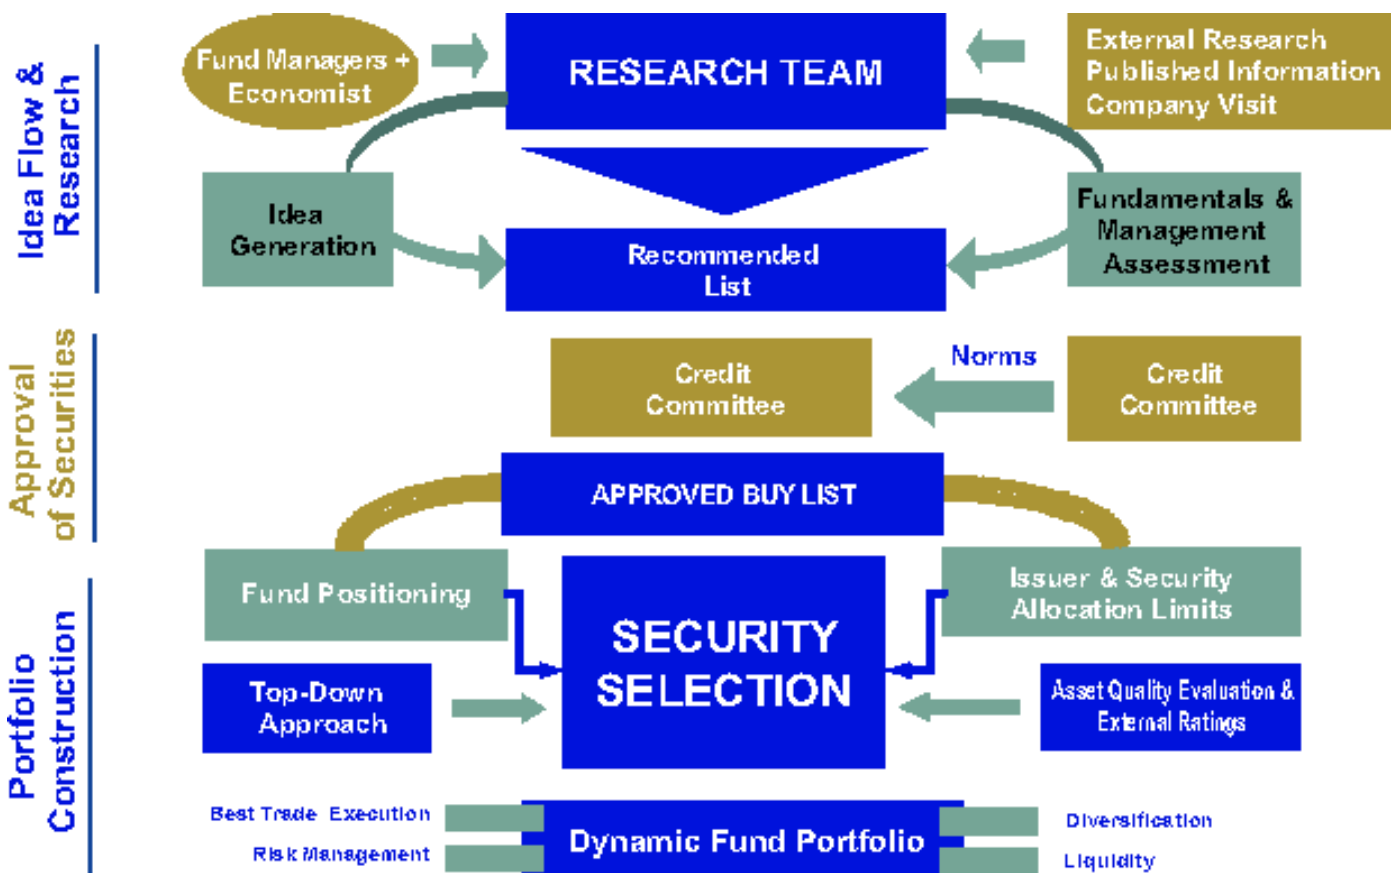 Idea Flow &
Research
Fund Managers +
Economist
RESEARCH TEAM
External Research
Published Information
Company Visit
Idea
Generation
Recommended
List
Fundamentals &
Management
Assessment
Approval
of Securities
Credit
Committee
Norms
Credit
Committee
APPROVED BUY LIST
Portfolio
Construction
Fund Positioning
SECURITY
SELECTION
Issuer & Security
Allocation Limits
Top-Down
Approach
Asset Quality Evaluation &
External Ratings
Best Trade Execution
Risk Management
Dynamic Fund Portfolio
Diversification
Liquidity